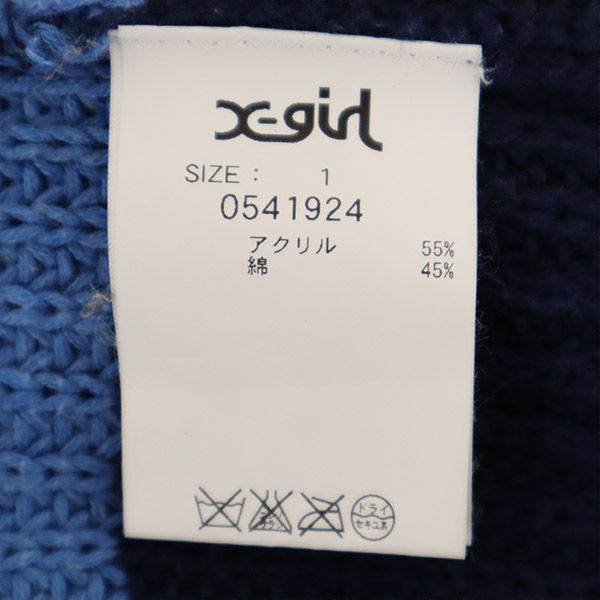 X-girl
SIZE : 1
0541924
アクリル 55%
綿 45%
ドライ
セキユ系